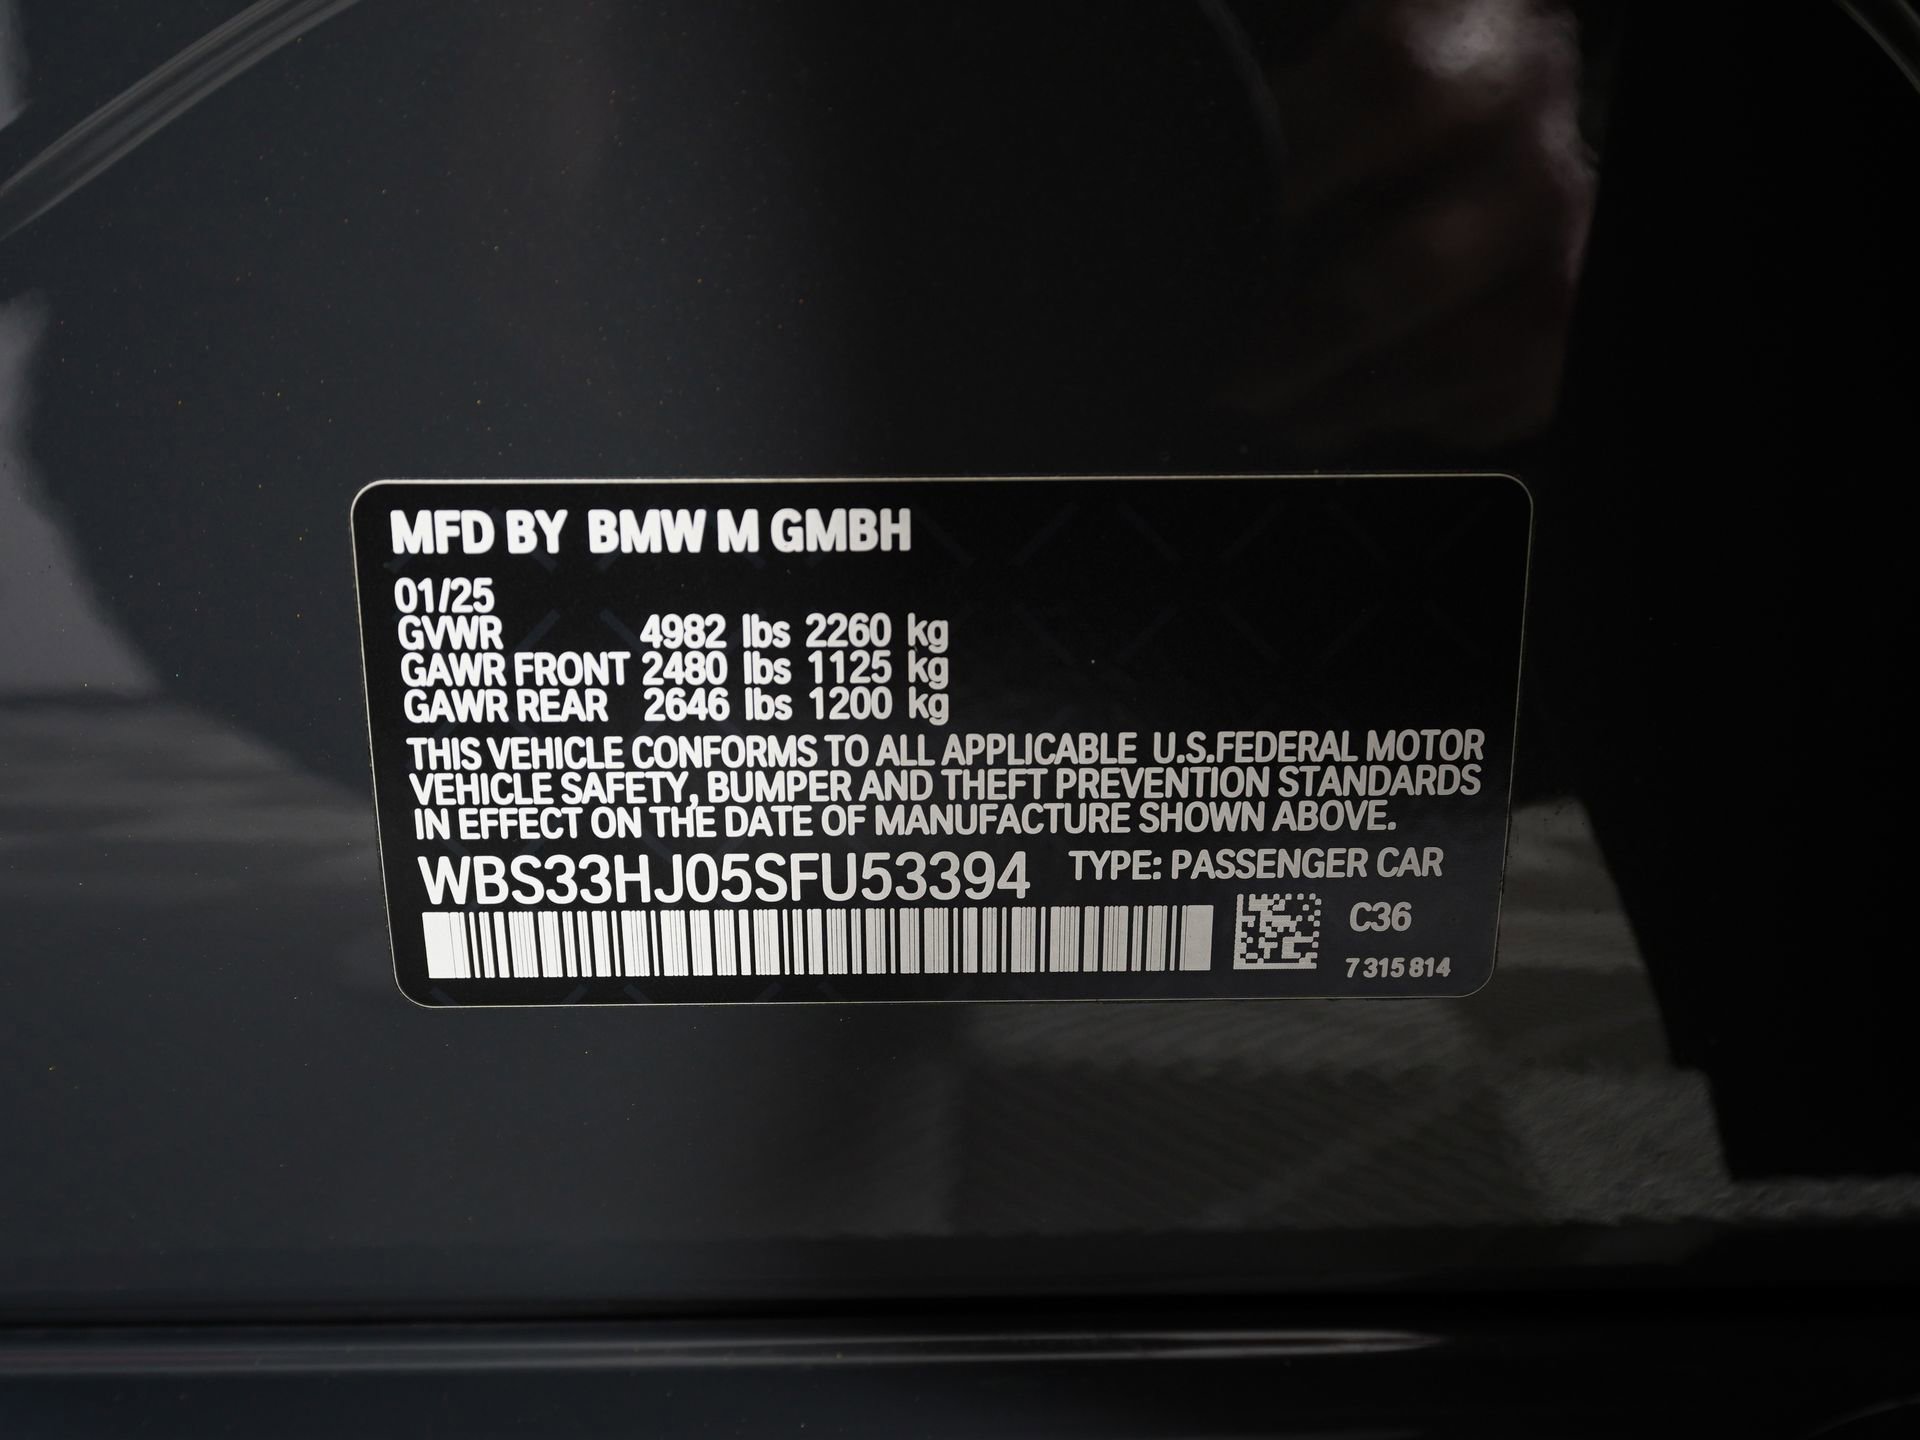 MFD BY BMW M GMBH
01/25
GVWR 4982 lbs 2260 kg
GAWR FRONT 2480 lbs 1125 kg
GAWR REAR 2646 lbs 1200 kg
THIS VEHICLE CONFORMS TO ALL APPLICABLE U.S.FEDERAL MOTOR
VEHICLE SAFETY, BUMPER AND THEFT PREVENTION STANDARDS
IN EFFECT ON THE DATE OF MANUFACTURE SHOWN ABOVE.
WBS33HJ05SFU53394 TYPE: PASSENGER CAR
C36
7 315 814